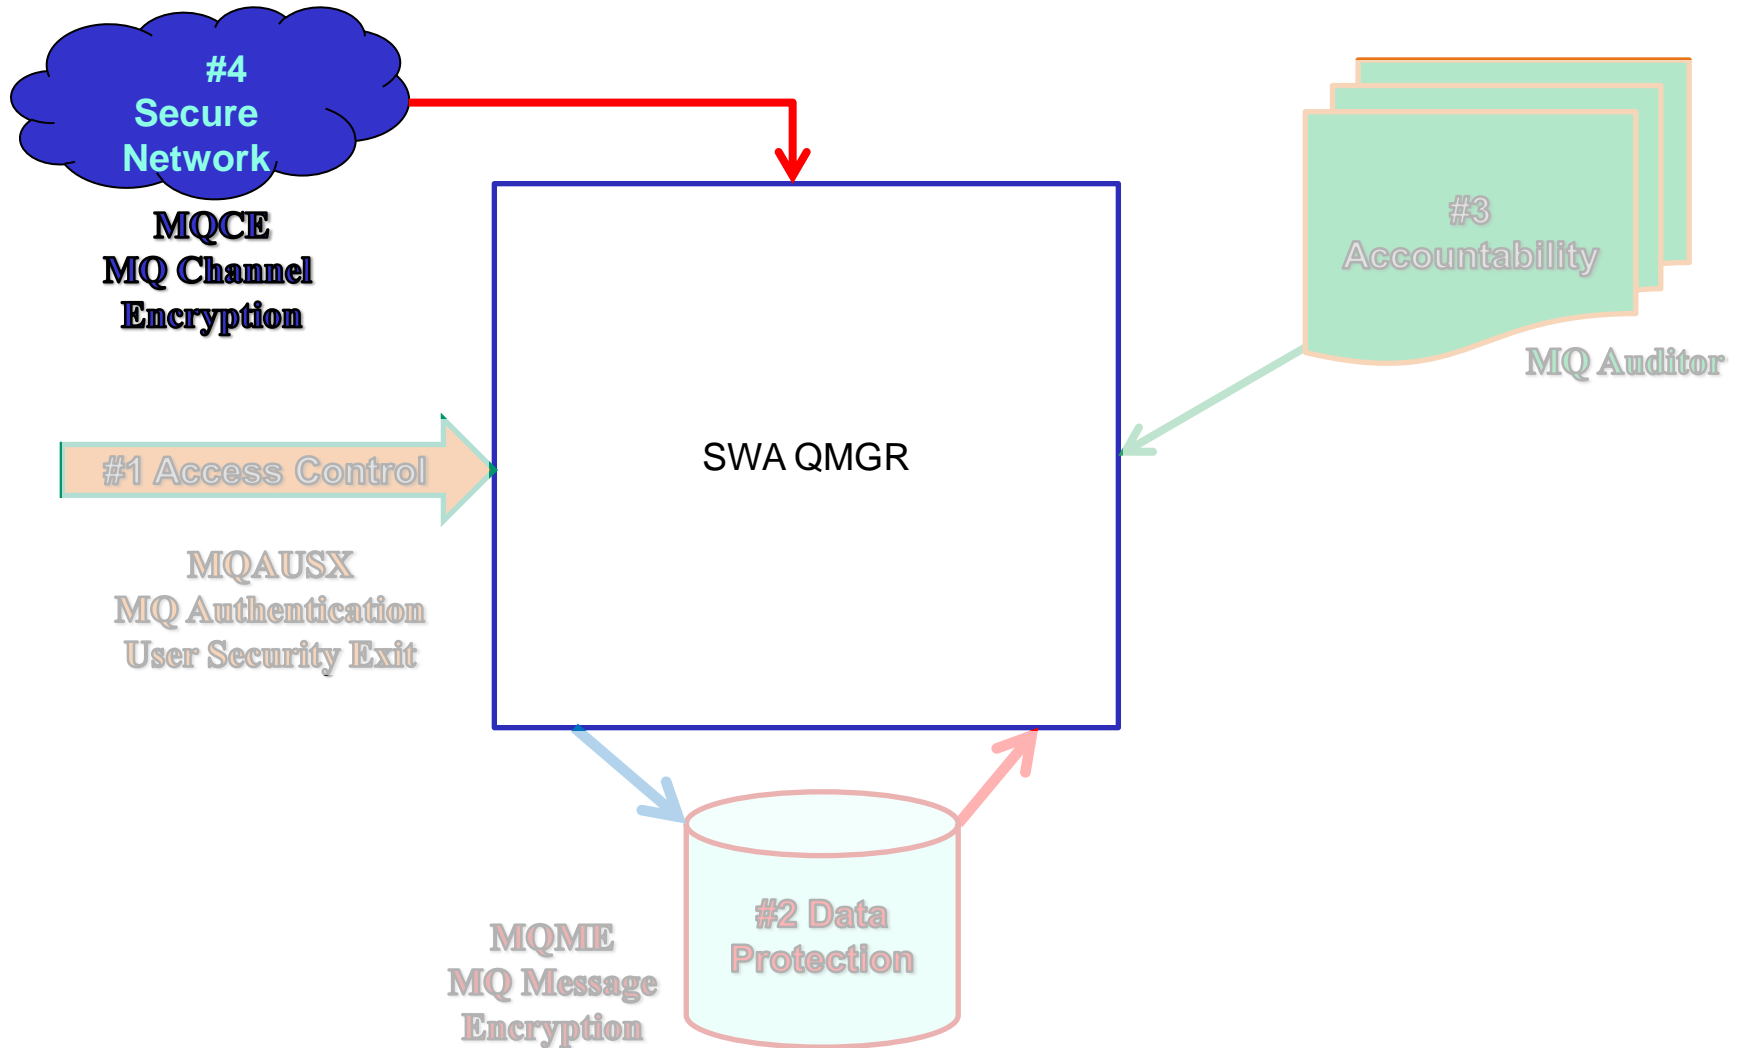 #4
Secure
Network
MQCE
MQ Channel
Encryption
#3
Accountability
MQ Auditor
SWA QMGR
#1 Access Control
MQAUSX
MQ Authentication
User Security Exit
#2 Data
Protection
MQME
MQ Message
Encryption